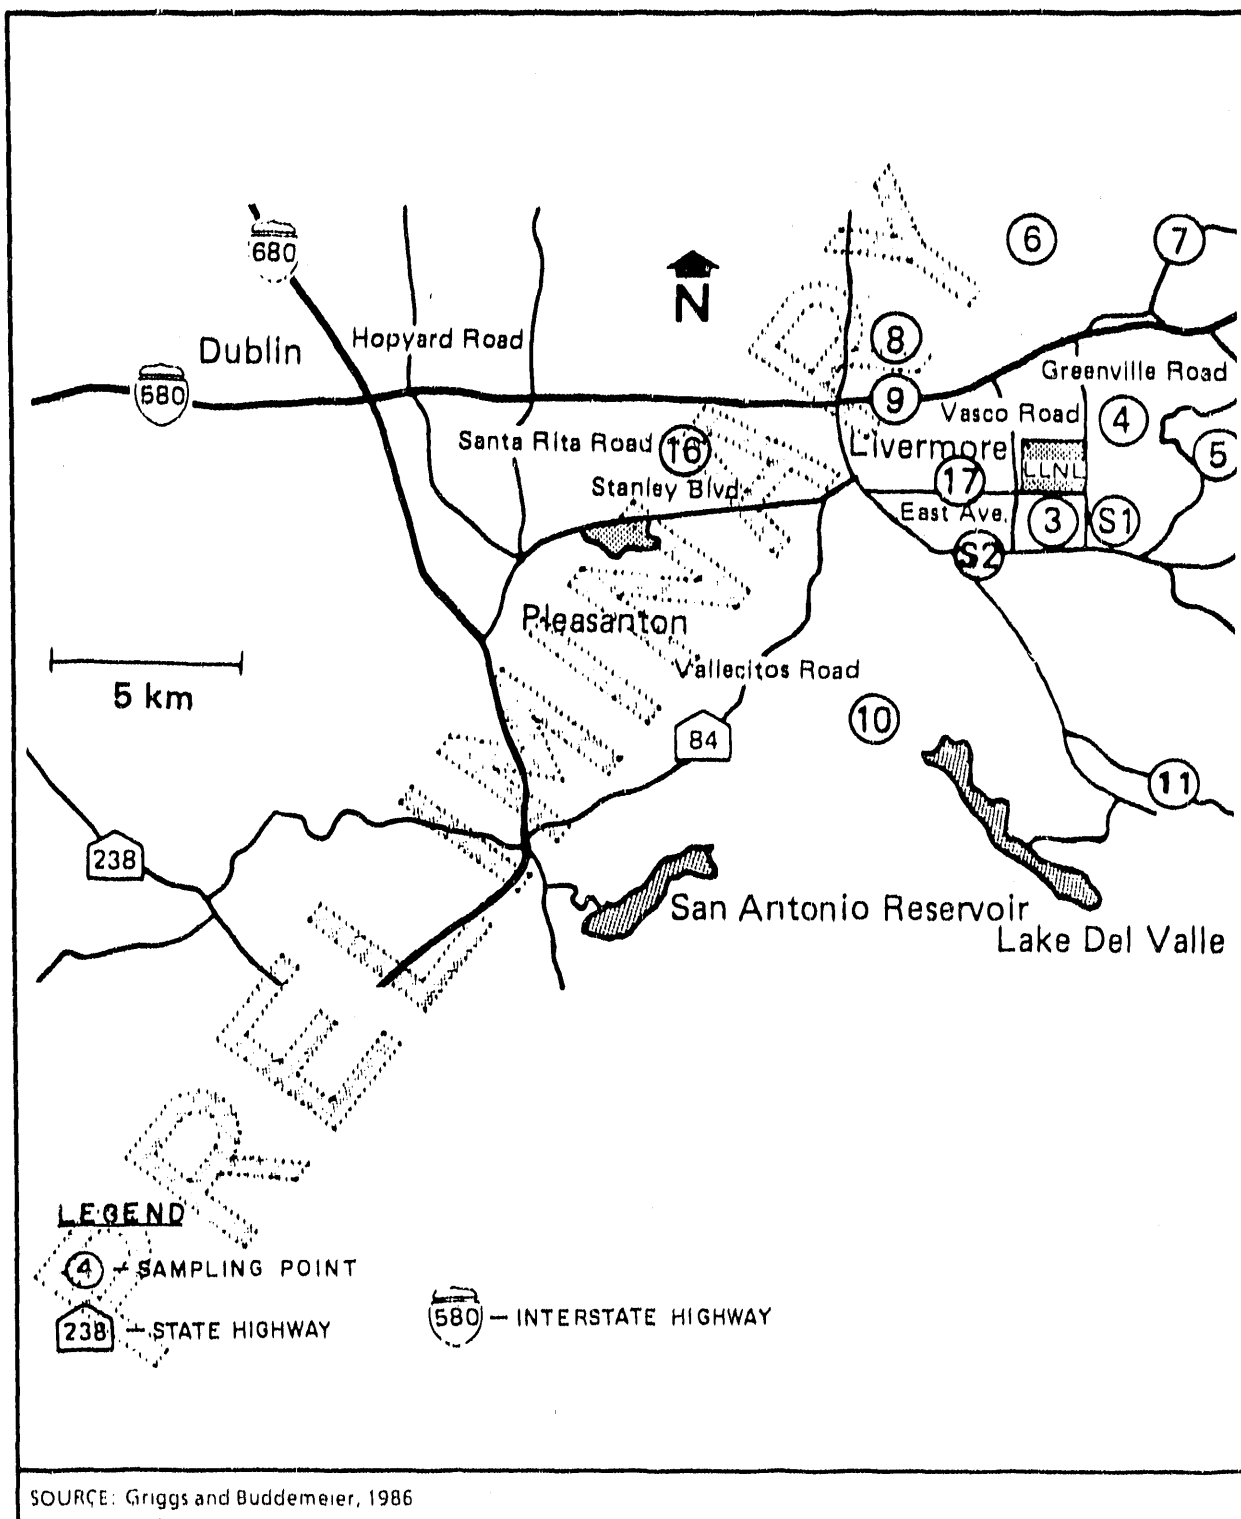 6
7
680
N
8
Hopyard Road
Dublin
Greenville Road
580
9
Vasco Road
4
Santa Rita Road
16
Livermore
5
LLNL
17
Stanley Blvd.
East Ave.
3
S1
S2
Pleasanton
Vallecitos Road
5 km
10
84
11
238
San Antonio Reservoir
Lake Del Valle
PRELIMINARY
LEGEND
4 – SAMPLING POINT
238 – STATE HIGHWAY
580 – INTERSTATE HIGHWAY
SOURCE: Griggs and Buddemeier, 1986